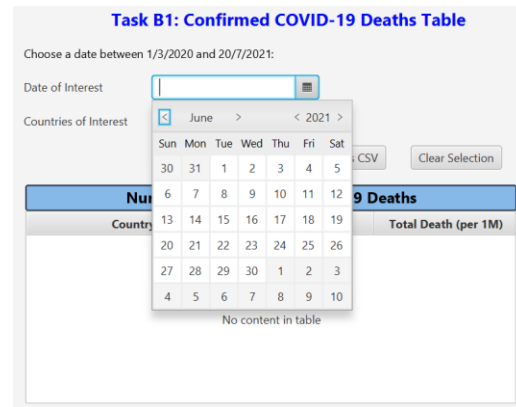 Task B1: Confirmed COVID-19 Deaths Table
Choose a date between 1/3/2020 and 20/7/2021:
Date of Interest
Countries of Interest
< June > < 2021 >
Sun Mon Tue Wed Thu Fri Sat
30 31 1 2 3 4 5
6 7 8 9 10 11 12
13 14 15 16 17 18 19
20 21 22 23 24 25 26
27 28 29 30 1 2 3
4 5 6 7 8 9 10
CSV Clear Selection
9 Deaths
Total Death (per 1M)
No content in table